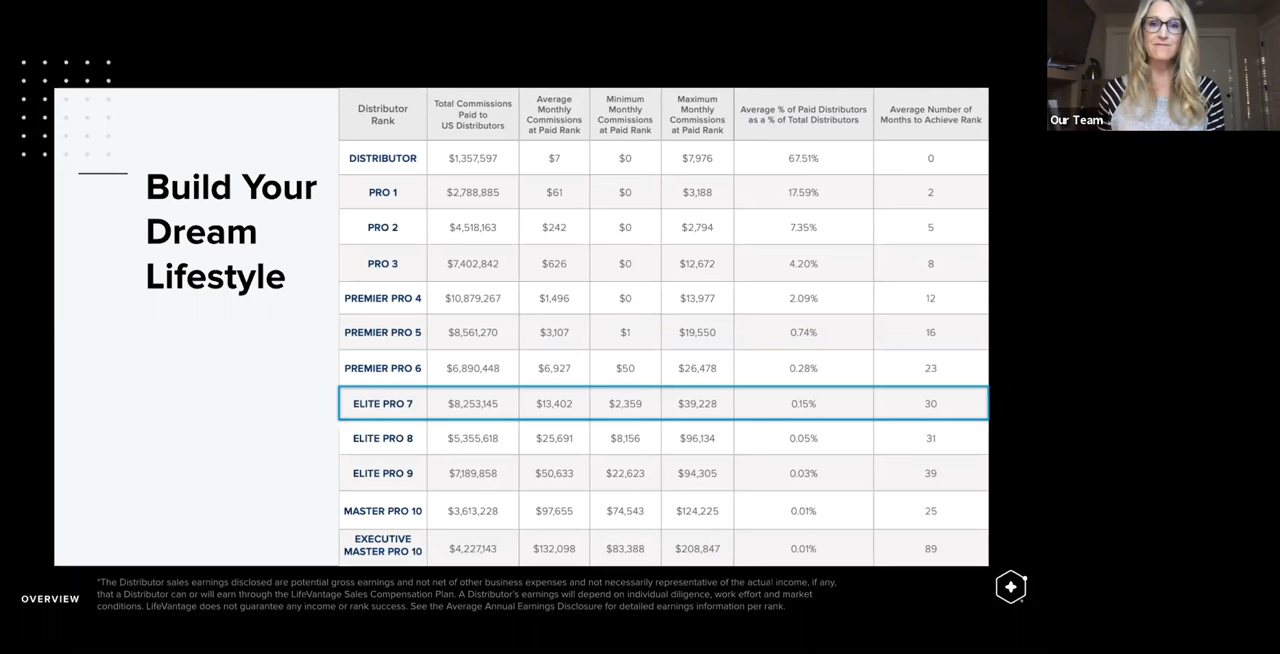 Our Team
Build Your
Dream
Lifestyle
Distributor
Rank
Total Commissions
Paid to
US Distributors
Average
Monthly
Commissions
at Paid Rank
Minimum
Monthly
Commissions
at Paid Rank
Maximum
Monthly
Commissions
at Paid Rank
Average % of Paid Distributors
as a % of Total Distributors
Average Number of
Months to Achieve Rank
DISTRIBUTOR $1,357,597 $7 $0 $7,976 67.51% 0
PRO 1 $2,788,885 $61 $0 $3,188 17.59% 2
PRO 2 $4,518,163 $242 $0 $2,794 7.35% 5
PRO 3 $7,402,842 $626 $0 $12,672 4.20% 8
PREMIER PRO 4 $10,879,267 $1,496 $0 $13,977 2.09% 12
PREMIER PRO 5 $8,561,270 $3,107 $1 $19,550 0.74% 16
PREMIER PRO 6 $6,890,448 $6,927 $50 $26,478 0.28% 23
ELITE PRO 7 $8,253,145 $13,402 $2,359 $39,228 0.15% 30
ELITE PRO 8 $5,355,618 $25,691 $8,156 $96,134 0.05% 31
ELITE PRO 9 $7,189,858 $50,633 $22,623 $94,305 0.03% 39
MASTER PRO 10 $3,613,228 $97,655 $74,543 $124,225 0.01% 25
EXECUTIVE
MASTER PRO 10 $4,227,143 $132,098 $83,388 $208,847 0.01% 89
OVERVIEW
*The Distributor sales earnings disclosed are potential gross earnings and not net of other business expenses and not necessarily representative of the actual income, if any,
that a Distributor can or will earn through the LifeVantage Sales Compensation Plan. A Distributor's earnings will depend on individual diligence, work effort and market
conditions. LifeVantage does not guarantee any income or rank success. See the Average Annual Earnings Disclosure for detailed earnings information per rank.